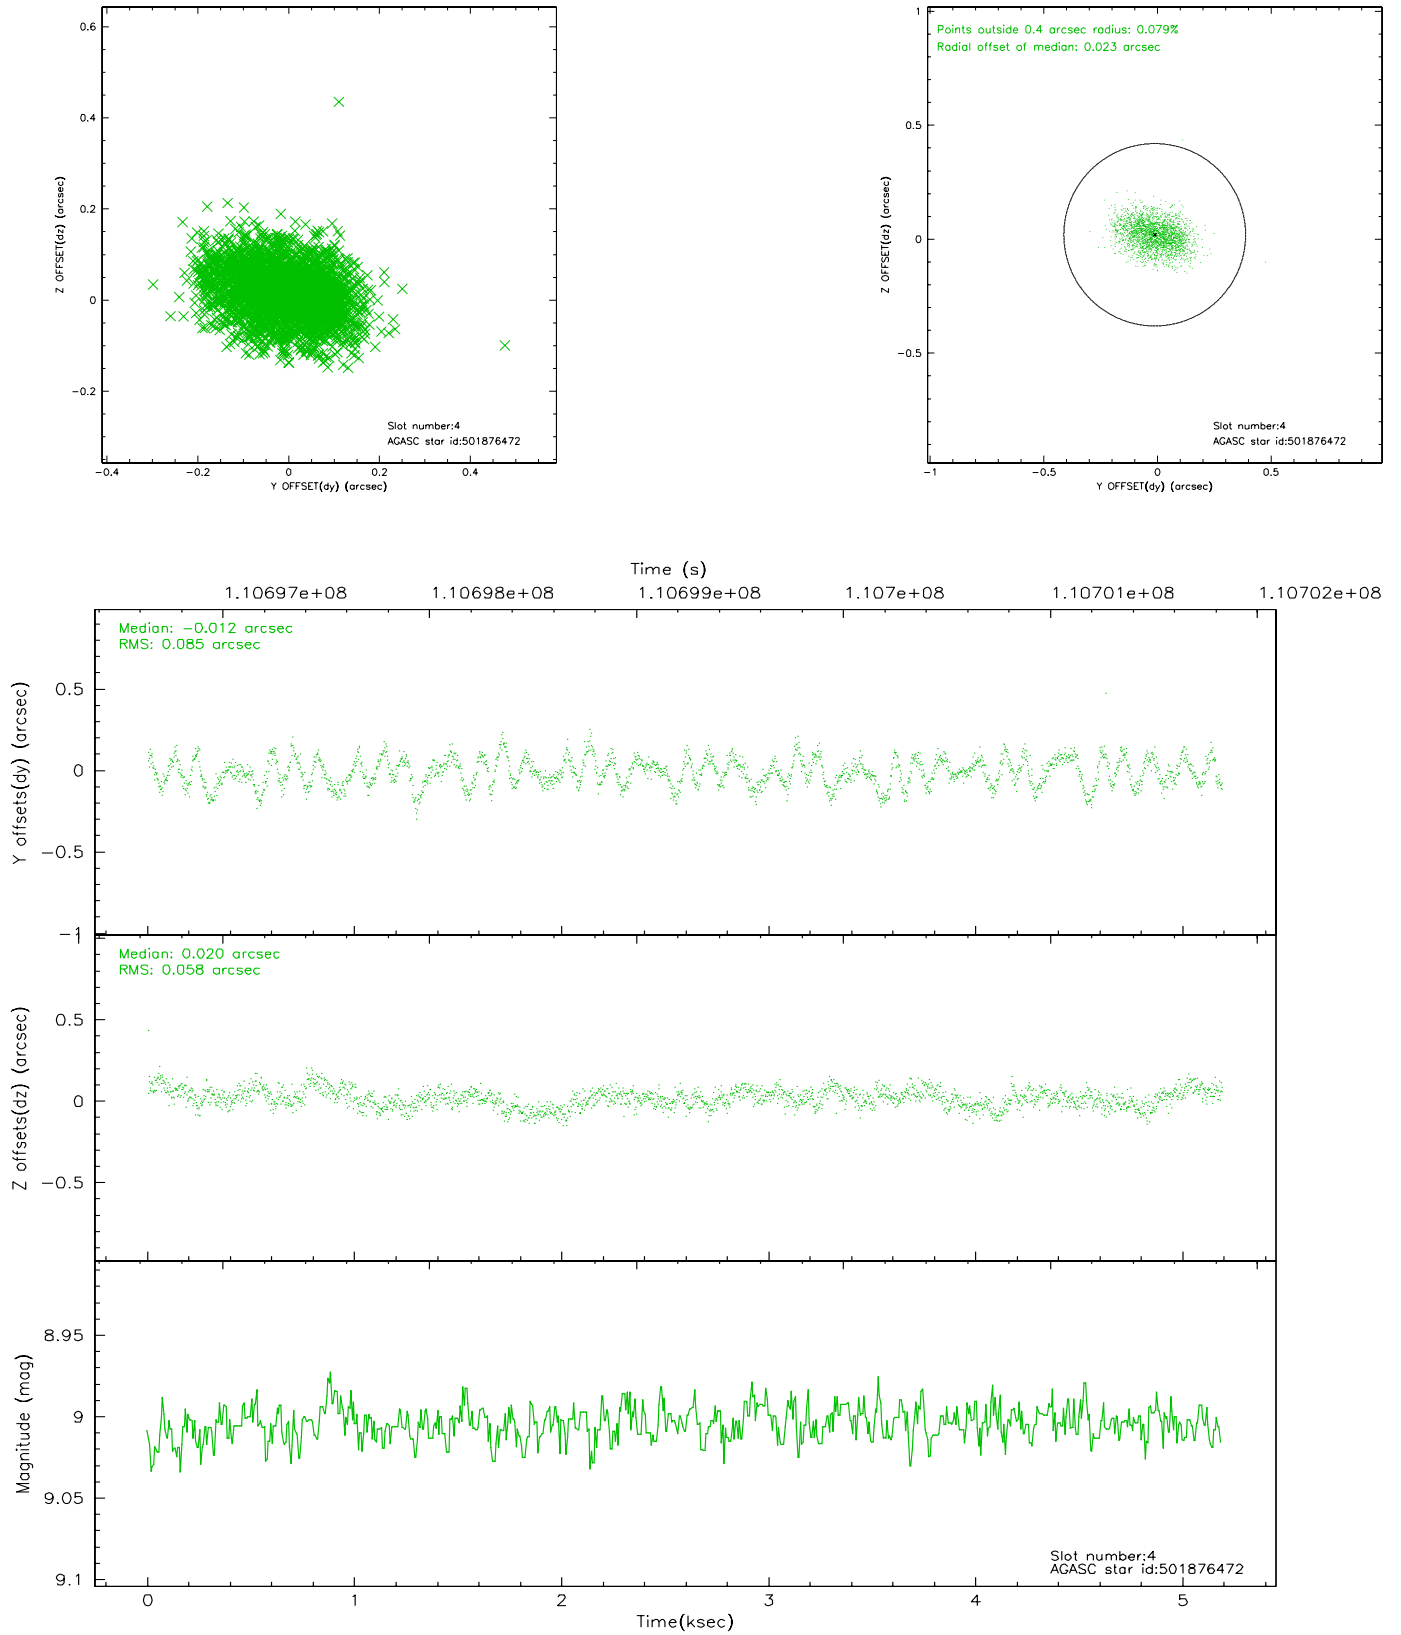 0.6
0.4
0.2
0
−0.2
Z OFFSET(dz) (arcsec)
Slot number:4
AGASC star id:501876472
−0.4 −0.2 0 0.2 0.4
Y OFFSET(dy) (arcsec)
1
Points outside 0.4 arcsec radius: 0.079%
Radial offset of median: 0.023 arcsec
0.5
0
−0.5
Z OFFSET(dz) (arcsec)
Slot number:4
AGASC star id:501876472
−1 −0.5 0 0.5
Y OFFSET(dy) (arcsec)
Time (s)
1.10697e+08 1.10698e+08 1.10699e+08 1.107e+08 1.10701e+08 1.10702e+08
Median: −0.012 arcsec
RMS: 0.085 arcsec
0.5
0
−0.5
−1
Y offsets(dy) (arcsec)
1
Median: 0.020 arcsec
RMS: 0.058 arcsec
0.5
0
−0.5
Z offsets(dz) (arcsec)
8.95
9
9.05
9.1
Magnitude (mag)
Slot number:4
AGASC star id:501876472
0 1 2 3 4 5
Time(ksec)